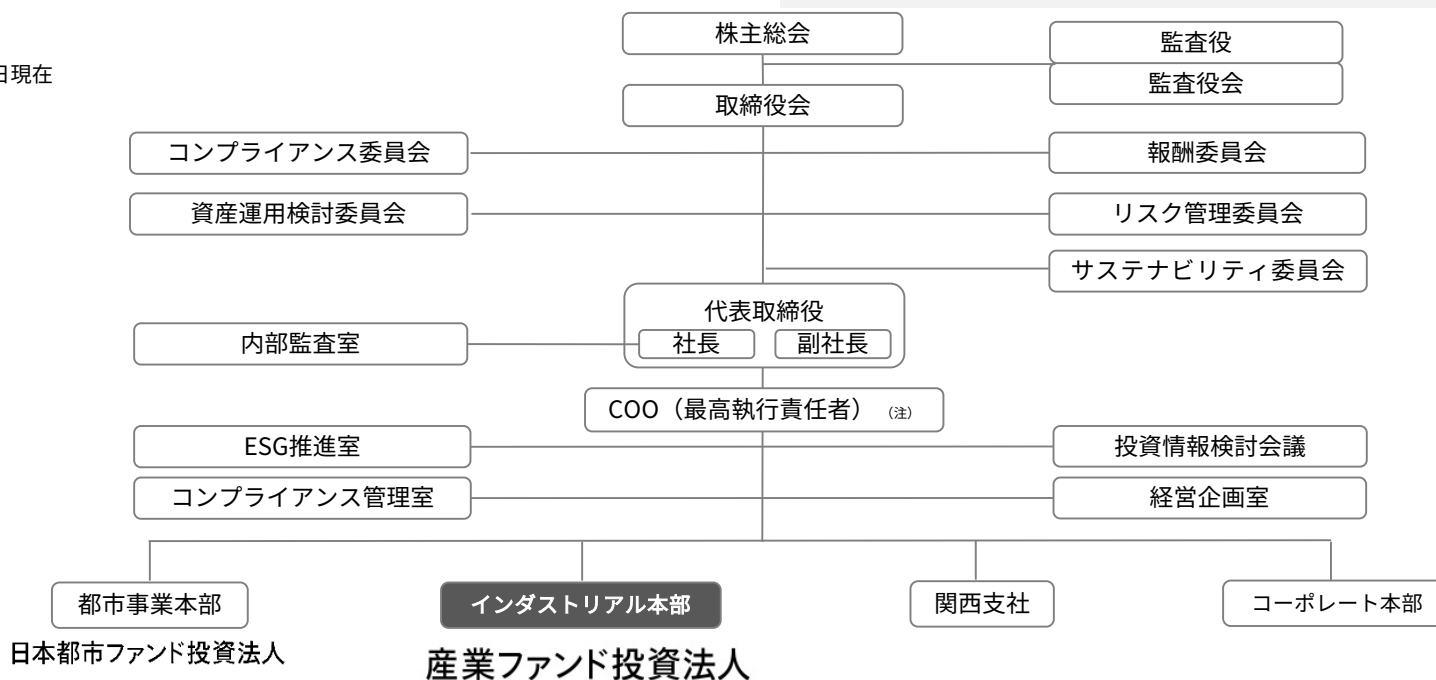 株主総会
監査役
日現在
監査役会
取締役会
コンプライアンス委員会
報酬委員会
資産運用検討委員会
リスク管理委員会
サステナビリティ委員会
代表取締役
内部監査室
社長
副社長
COO（最高執行責任者）（注）
ESG推進室
投資情報検討会議
コンプライアンス管理室
経営企画室
都市事業本部
インダストリアル本部
関西支社
コーポレート本部
日本都市ファンド投資法人
産業ファンド投資法人